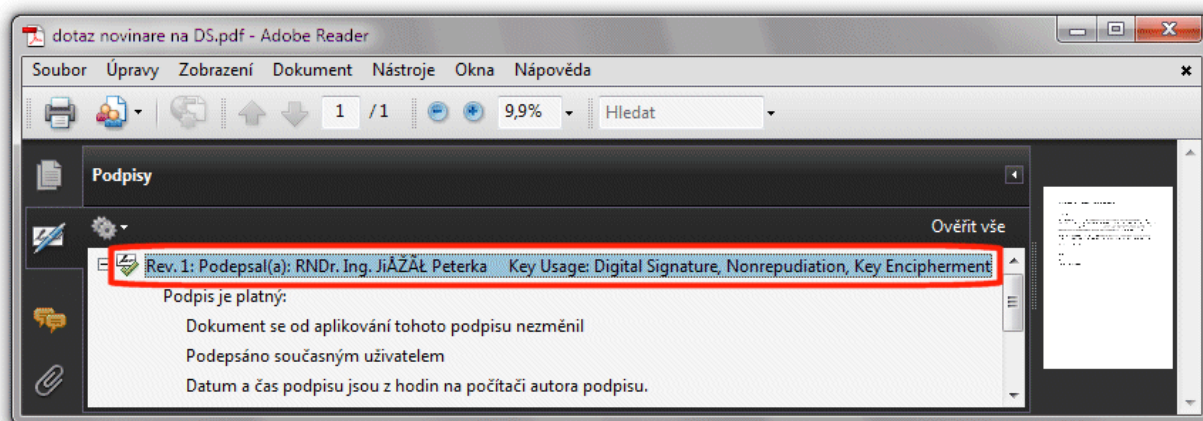 dotaz novinare na DS.pdf - Adobe Reader
Soubor Úpravy Zobrazení Dokument Nástroje Okna Nápověda
1 /1 9,9% Hledat
Podpisy
Ověřit vše
Rev. 1: Podepsal(a): RNDr. Ing. JiÅŽÃŁ Peterka Key Usage: Digital Signature, Nonrepudiation, Key Encipherment
Podpis je platný:
Dokument se od aplikování tohoto podpisu nezměnil
Podepsáno současným uživatelem
Datum a čas podpisu jsou z hodin na počítači autora podpisu.